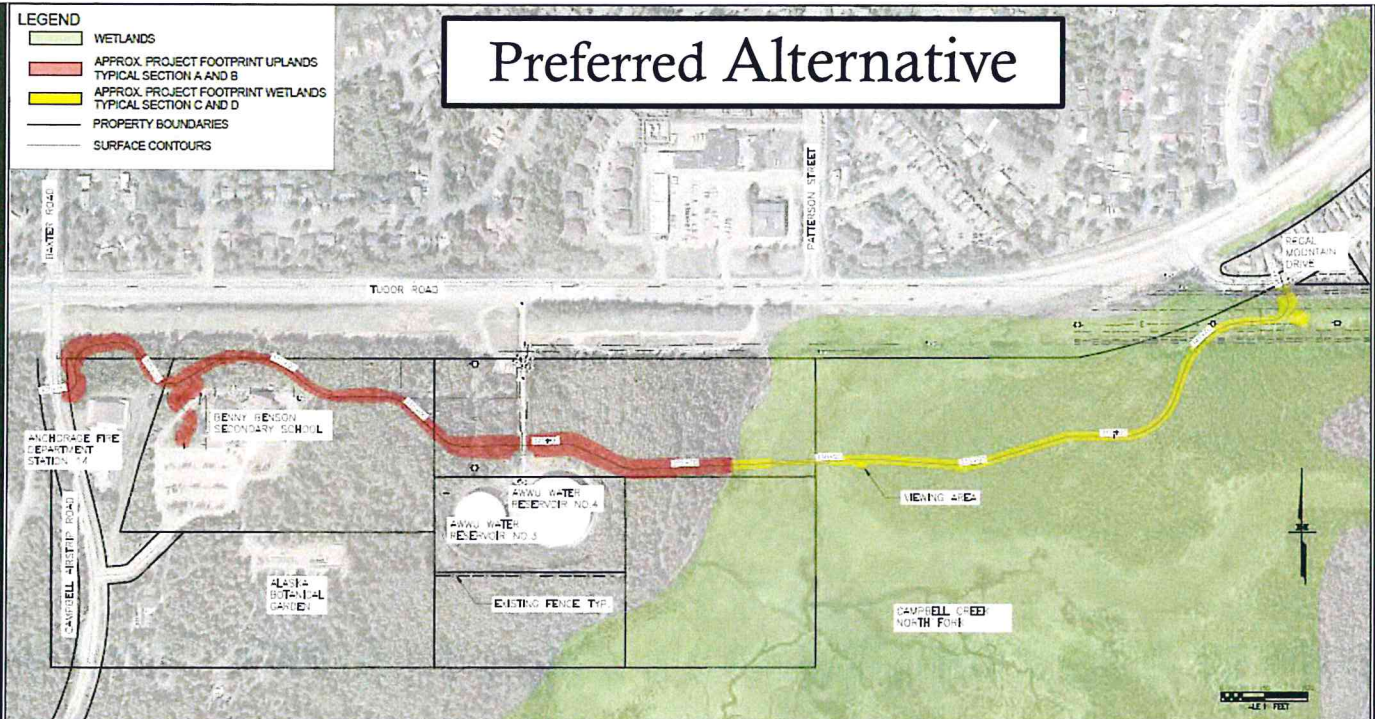 LEGEND
WETLANDS
APPROX. PROJECT FOOTPRINT UPLANDS
TYPICAL SECTION A AND B
APPROX. PROJECT FOOTPRINT WETLANDS
TYPICAL SECTION C AND D
PROPERTY BOUNDARIES
SURFACE CONTOURS
Preferred Alternative
BAXTER ROAD
PATTERSON STREET
TUDOR ROAD
REGAL
MOUNTAIN
DRIVE
BENNY BENSON
SECONDARY SCHOOL
ANCHORAGE FIRE
DEPARTMENT
STATION 14
CAMPBELL AIRSTRIP ROAD
AWWU WATER
RESERVOIR NO.4
AWWU WATER
RESERVOIR NO.3
VIEWING AREA
ALASKA
BOTANICAL
GARDEN
EXISTING FENCE TYP.
CAMPBELL CREEK
NORTH FORK
IN FEET